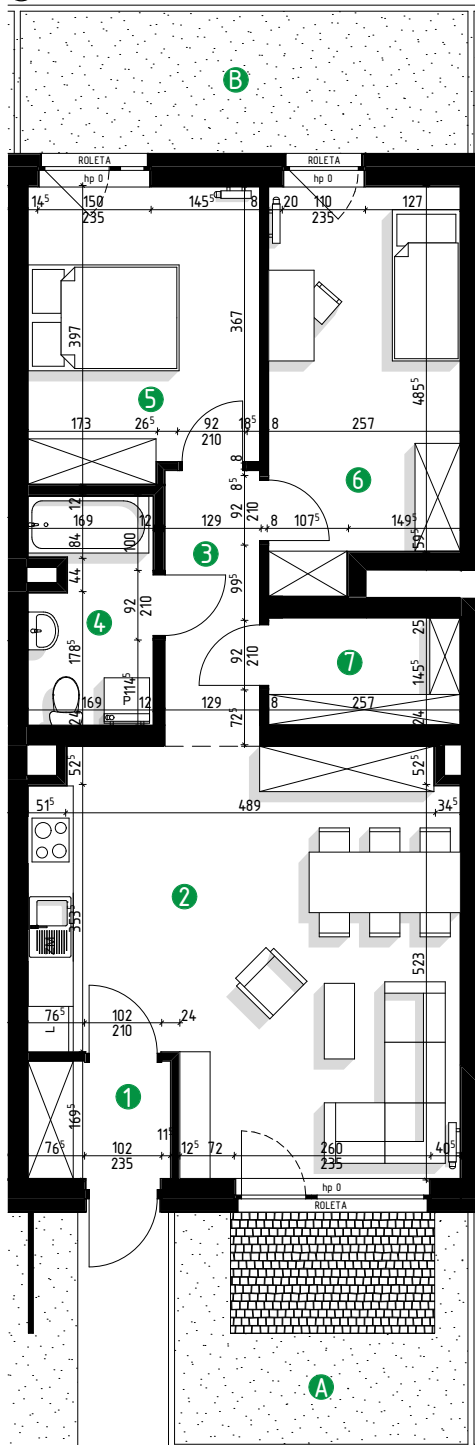 B
ROLETA ROLETA
hp 0 hp 0
14⁵ 150 145⁵ 8 20 110 127
235 235
397 367 485⁵
5
173 26⁵ 92 18⁵ 8 257
210
6
8
12 8⁵
169 12 129 92 210 8 107⁵ 149⁵
84 100 59⁵
3
44 99⁵
92 210
4
178⁵ 92 210 7 25
145⁵
114⁵
P
169 12 129 8 257
24 72⁵ 24
52⁵ 52⁵
51⁵ 489 34⁵
2
353⁵ 523
76⁵ 102 24
210
L
1
169⁵
11⁵
76⁵ 102 12⁵ 72 260 40⁵
235 235
hp 0
ROLETA
A